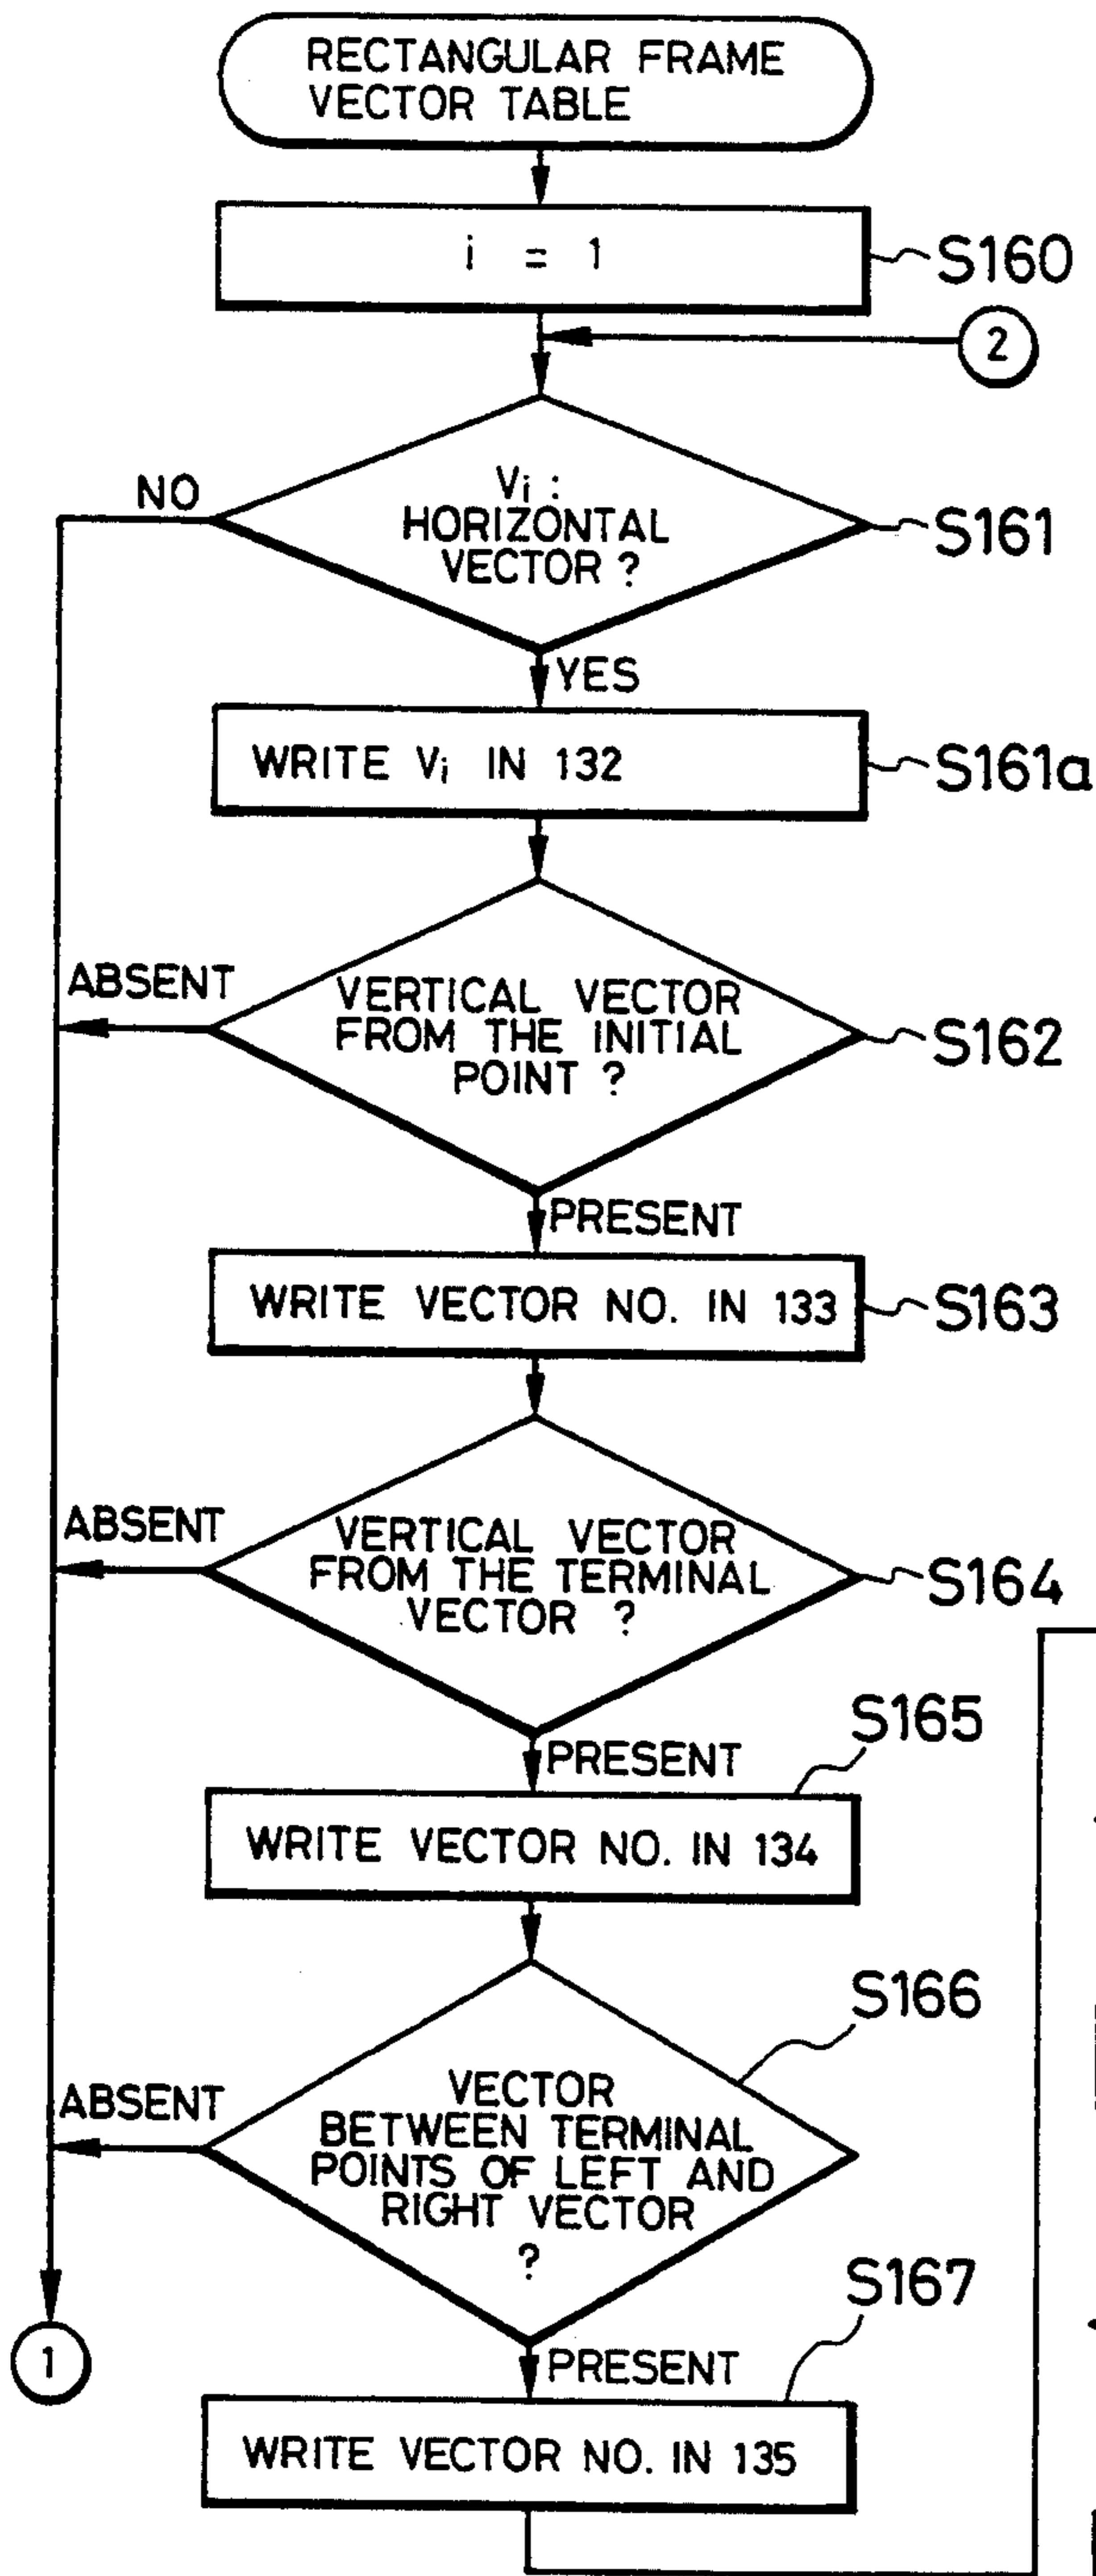 RECTANGULAR FRAME
VECTOR TABLE
i = 1
S160
2
NO
Vi :
HORIZONTAL
VECTOR ?
S161
YES
WRITE Vi IN 132
S161a
ABSENT
VERTICAL VECTOR
FROM THE INITIAL
POINT ?
S162
PRESENT
WRITE VECTOR NO. IN 133
S163
ABSENT
VERTICAL VECTOR
FROM THE TERMINAL
VECTOR ?
S164
S165
PRESENT
WRITE VECTOR NO. IN 134
S166
ABSENT
VECTOR
BETWEEN TERMINAL
POINTS OF LEFT AND
RIGHT VECTOR
?
S167
1
PRESENT
WRITE VECTOR NO. IN 135